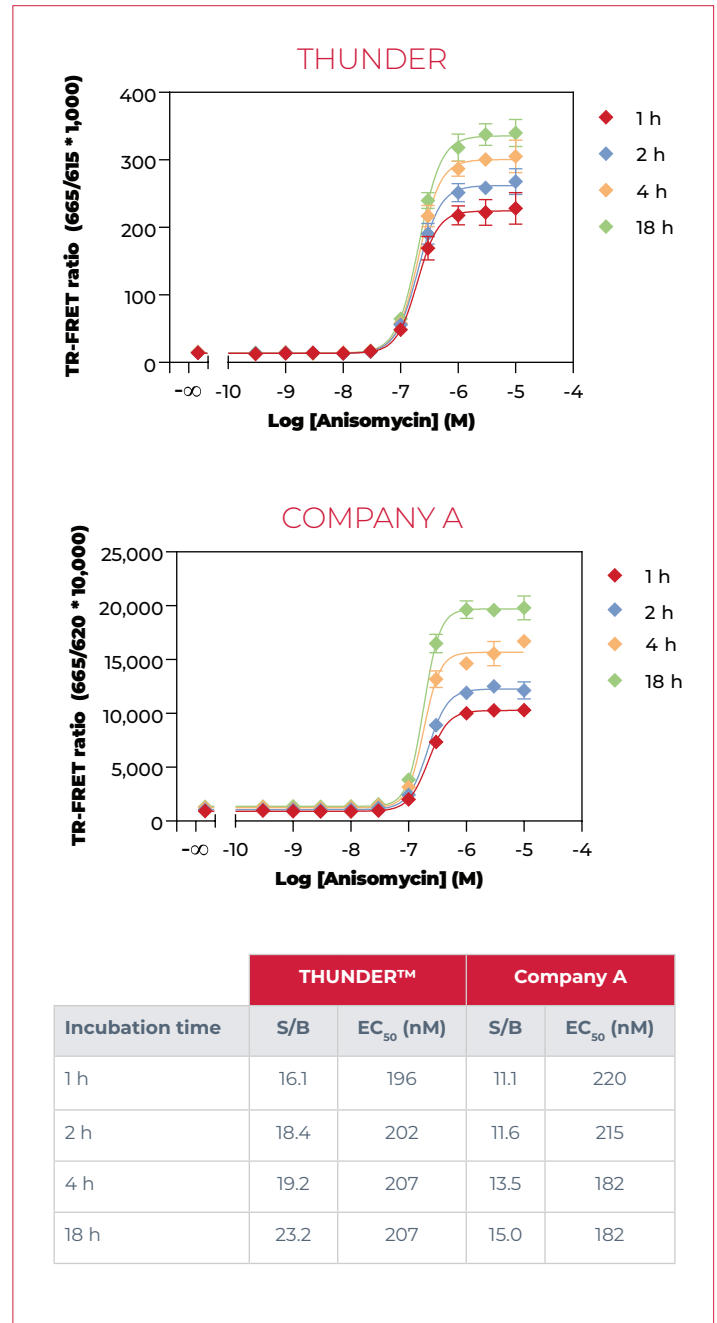 THUNDER
TR-FRET ratio (665/615 * 1,000)
400
300
200
100
0
-∞ -10 -9 -8 -7 -6 -5 -4
Log [Anisomycin] (M)
1 h
2 h
4 h
18 h
COMPANY A
TR-FRET ratio (665/620 * 10,000)
25,000
20,000
15,000
10,000
5,000
0
-∞ -10 -9 -8 -7 -6 -5 -4
Log [Anisomycin] (M)
1 h
2 h
4 h
18 h
THUNDER™ Company A
Incubation time S/B EC50 (nM) S/B EC50 (nM)
1 h 16.1 196 11.1 220
2 h 18.4 202 11.6 215
4 h 19.2 207 13.5 182
18 h 23.2 207 15.0 182